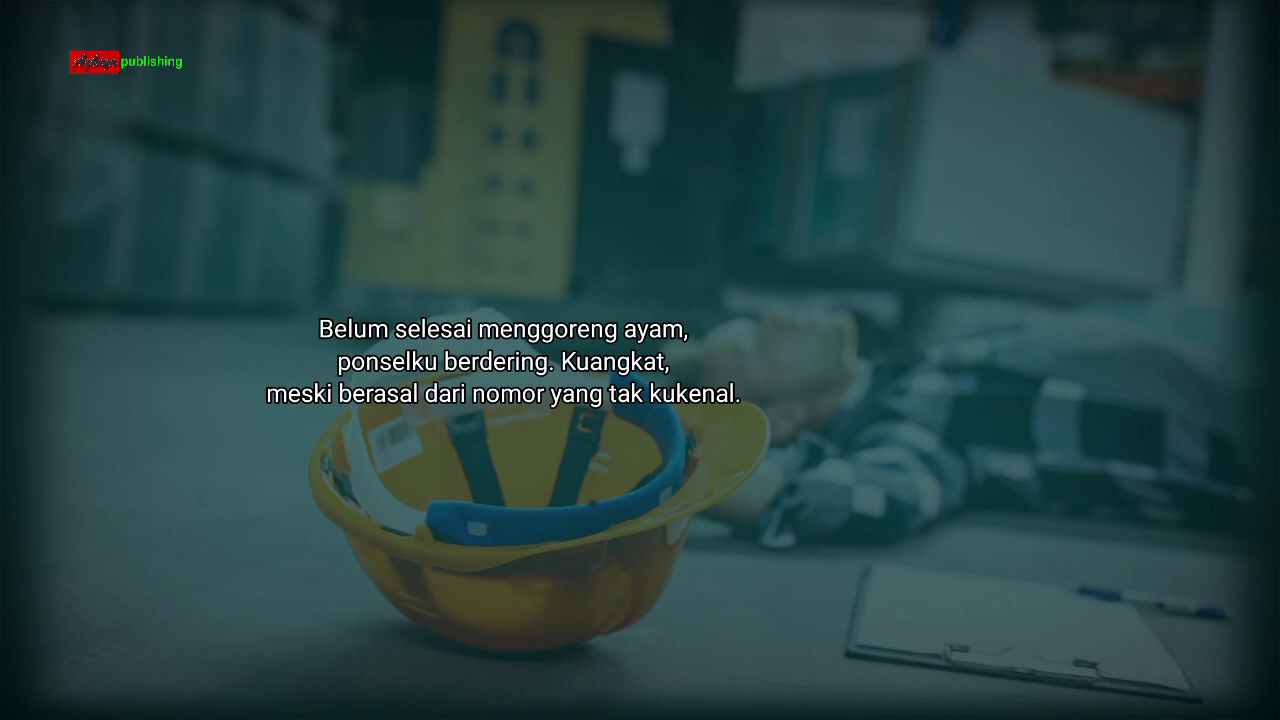 publishing
Belum selesai menggoreng ayam,
ponselku berdering. Kuangkat,
meski berasal dari nomor yang tak kukenal.